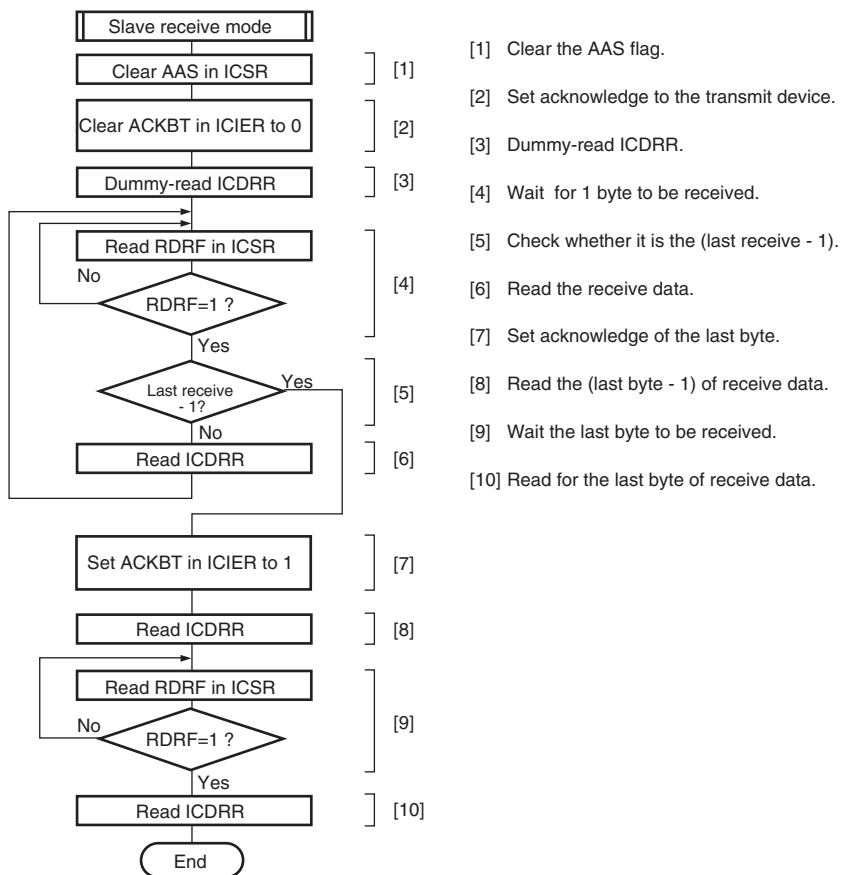 Slave receive mode
Clear AAS in ICSR
[1]
Clear ACKBT in ICIER to 0
[2]
Dummy-read ICDRR
[3]
Read RDRF in ICSR
No
RDRF=1 ?
[4]
Yes
Last receive
- 1?
Yes
[5]
No
Read ICDRR
[6]
Set ACKBT in ICIER to 1
[7]
Read ICDRR
[8]
Read RDRF in ICSR
No
RDRF=1 ?
[9]
Yes
Read ICDRR
[10]
End
[1] Clear the AAS flag.
[2] Set acknowledge to the transmit device.
[3] Dummy-read ICDRR.
[4] Wait for 1 byte to be received.
[5] Check whether it is the (last receive - 1).
[6] Read the receive data.
[7] Set acknowledge of the last byte.
[8] Read the (last byte - 1) of receive data.
[9] Wait the last byte to be received.
[10] Read for the last byte of receive data.